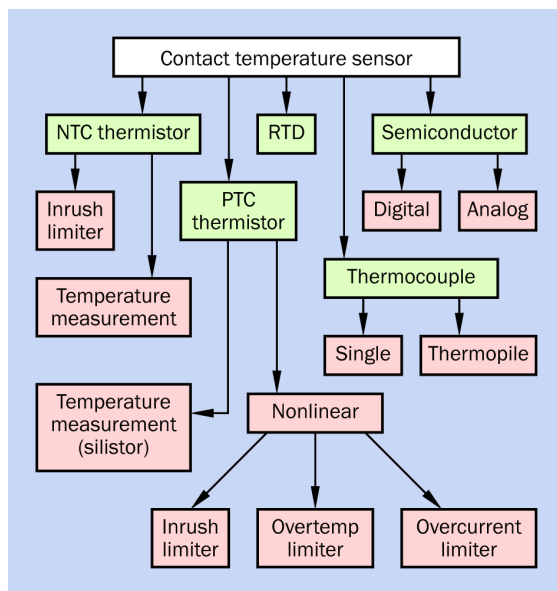 Contact temperature sensor
NTC thermistor
RTD
Semiconductor
Inrush
limiter
PTC
thermistor
Digital
Analog
Temperature
measurement
Thermocouple
Single
Thermopile
Temperature
measurement
(silistor)
Nonlinear
Inrush
limiter
Overtemp
limiter
Overcurrent
limiter